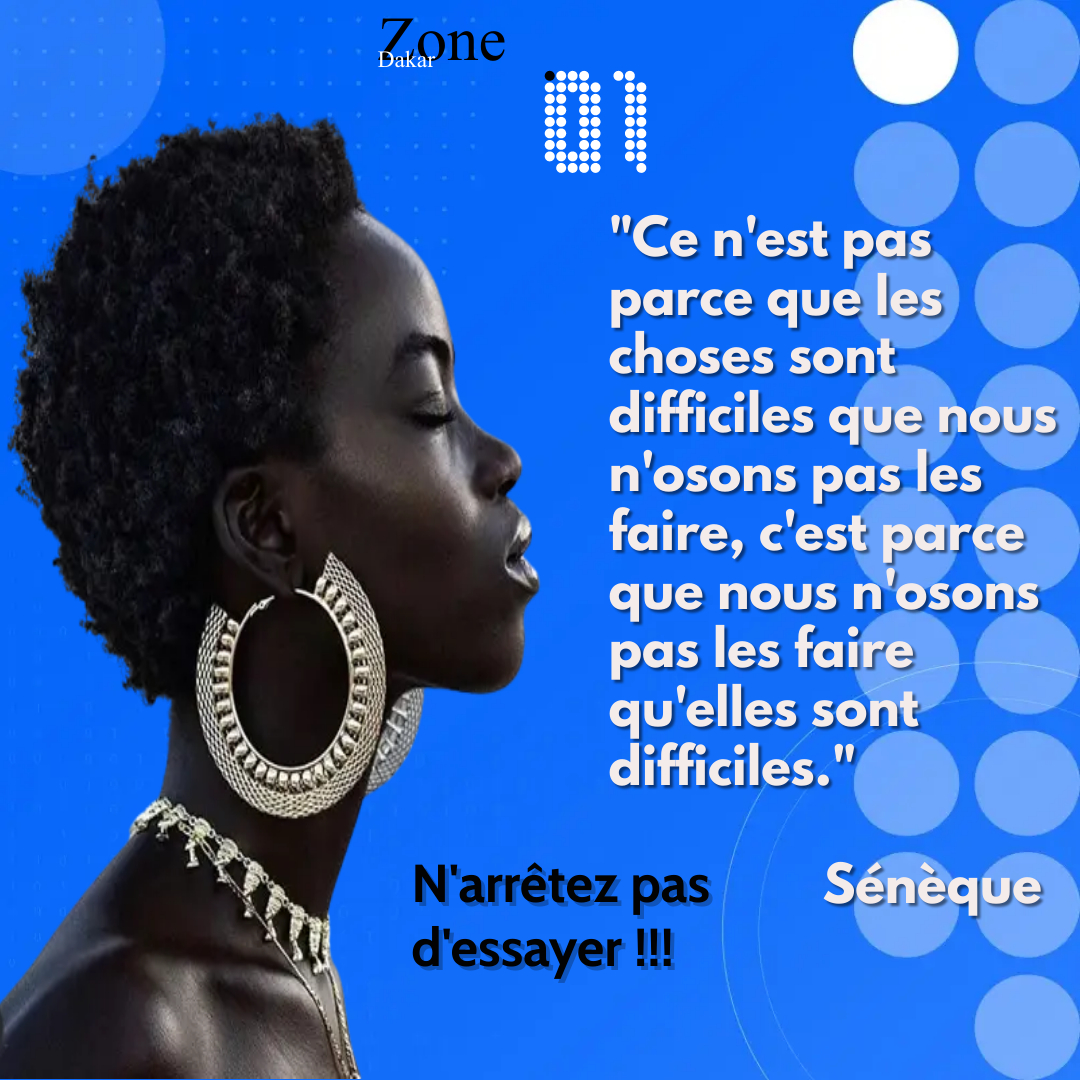 Zone
Dakar
01
"Ce n'est pas
parce que les
choses sont
difficiles que nous
n'osons pas les
faire, c'est parce
que nous n'osons
pas les faire
qu'elles sont
difficiles."
Sénèque
N'arrêtez pas
d'essayer !!!